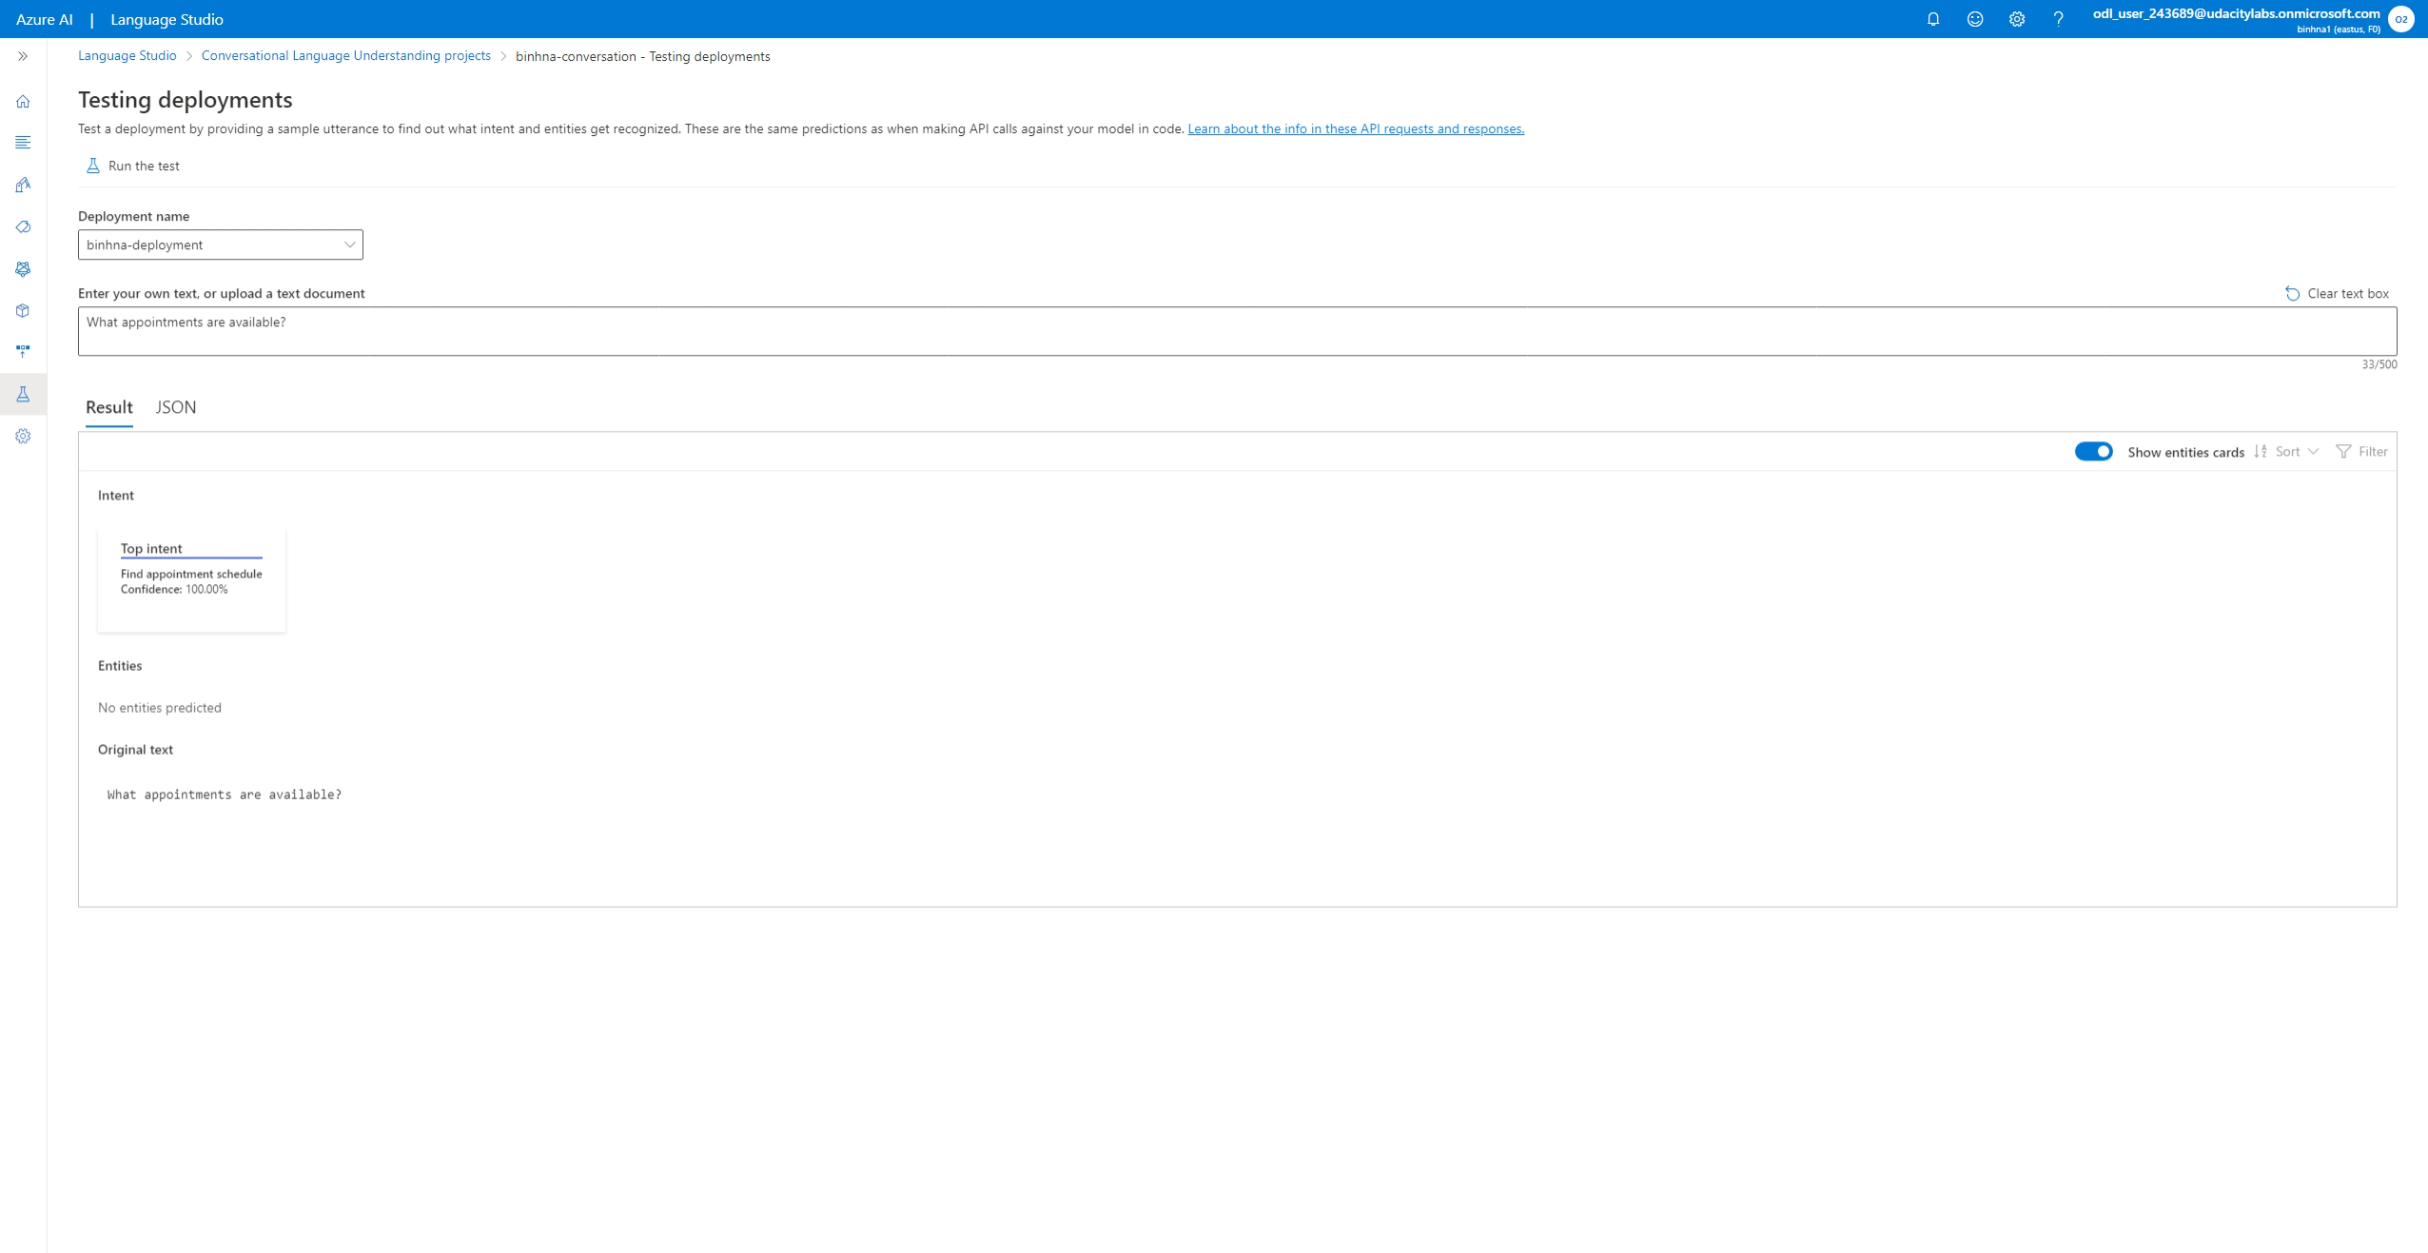 Azure AI | Language Studio
odl_user_243689@udacitylabs.onmicrosoft.com
binhna1 (eastus, F0)
O2
Language Studio > Conversational Language Understanding projects > binhna-conversation - Testing deployments
Testing deployments
Test a deployment by providing a sample utterance to find out what intent and entities get recognized. These are the same predictions as when making API calls against your model in code. Learn about the info in these API requests and responses.
Run the test
Deployment name
binhna-deployment
Enter your own text, or upload a text document
Clear text box
What appointments are available?
33/500
Result JSON
Show entities cards Sort Filter
Intent
Top intent
Find appointment schedule
Confidence: 100.00%
Entities
No entities predicted
Original text
What appointments are available?